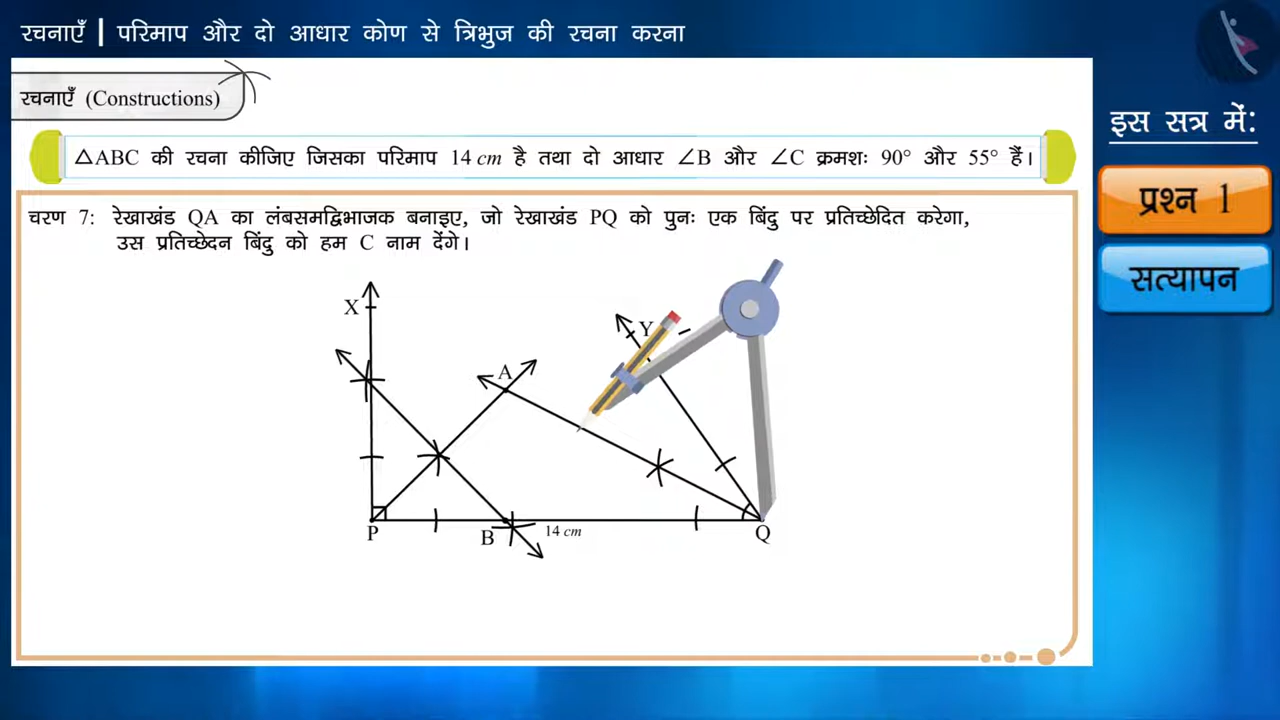 रचनाएँ | परिमाप और दो आधार कोण से त्रिभुज की रचना करना
रचनाएँ (Constructions)
इस सत्र में:
△ABC की रचना कीजिए जिसका परिमाप 14 cm है तथा दो आधार ∠B और ∠C क्रमशः 90° और 55° हैं।
प्रश्न 1
चरण 7: रेखाखंड QA का लंबसमद्विभाजक बनाइए, जो रेखाखंड PQ को पुनः एक बिंदु पर प्रतिच्छेदित करेगा,
उस प्रतिच्छेदन बिंदु को हम C नाम देंगे।
सत्यापन
X
Y
A
P
B
14 cm
Q